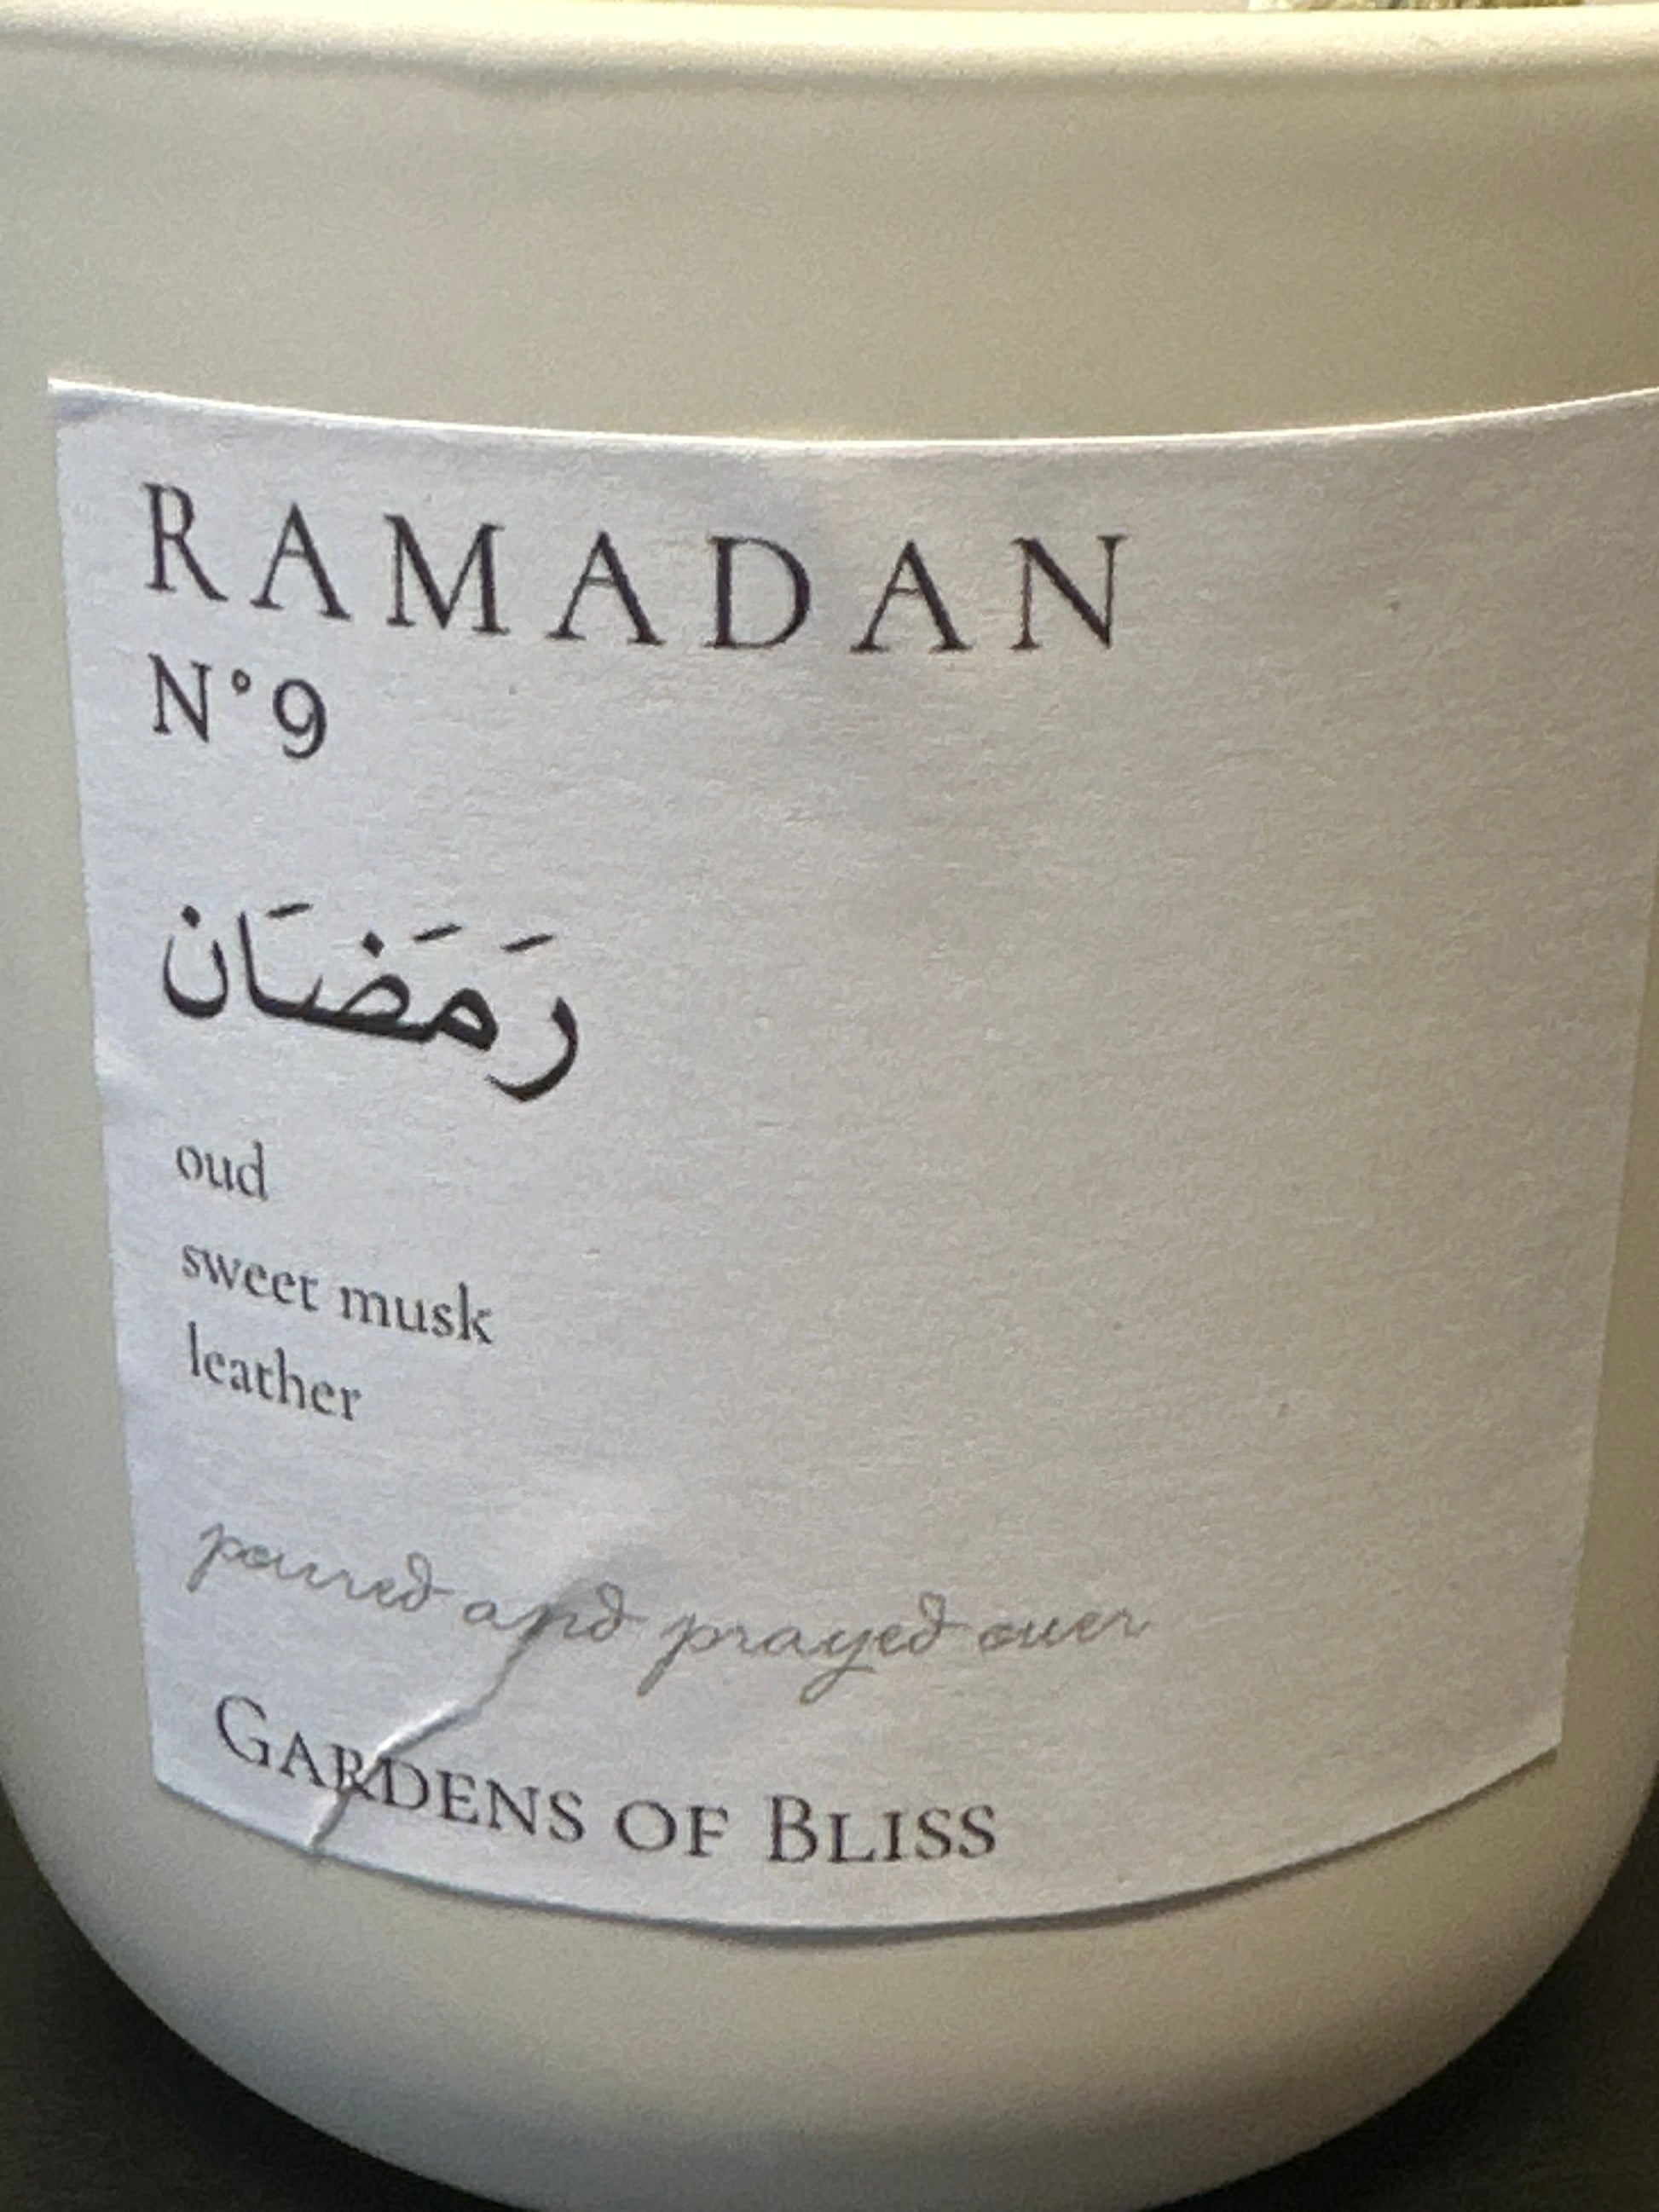 RAMADAN
N°9
رَمَضَان
oud
sweet musk
leather
poured and prayed over
GARDENS OF BLISS